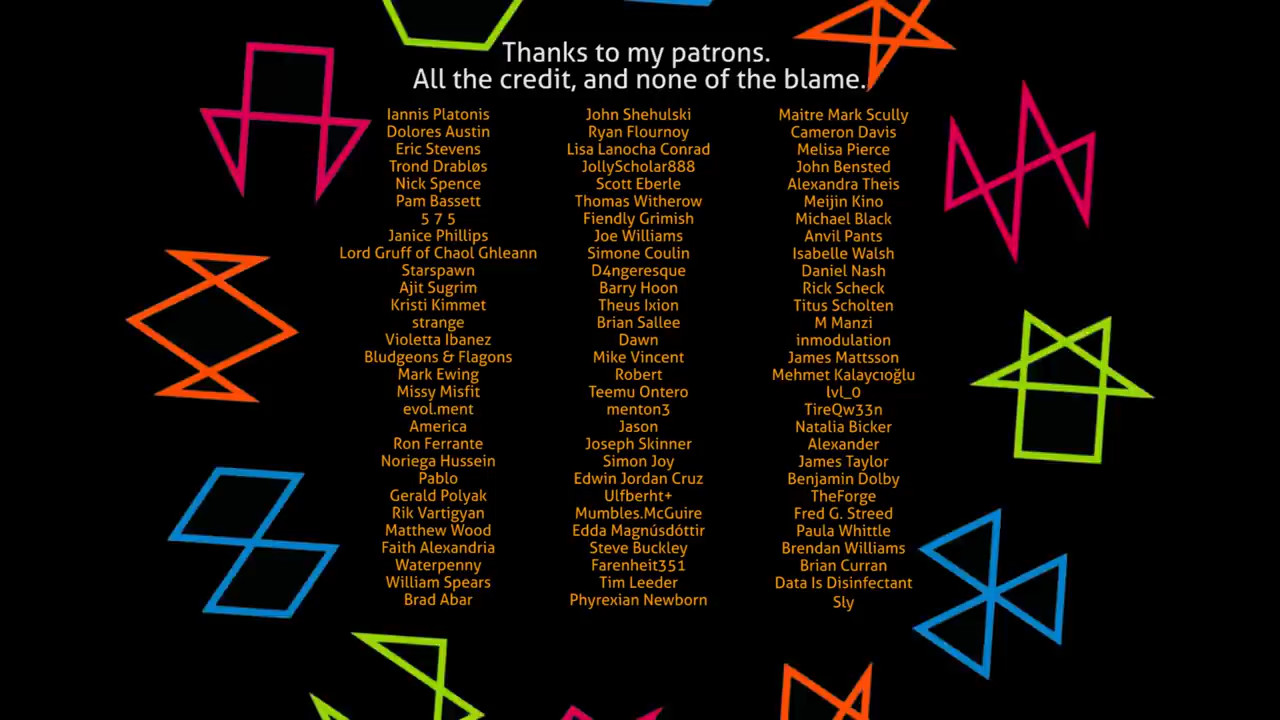 Thanks to my patrons.
All the credit, and none of the blame.
Iannis Platonis
Dolores Austin
Eric Stevens
Trond Drabløs
Nick Spence
Pam Bassett
5 7 5
Janice Phillips
Lord Gruff of Chaol Ghleann
Starspawn
Ajit Sugrim
Kristi Kimmet
strange
Violetta Ibanez
Bludgeons & Flagons
Mark Ewing
Missy Misfit
evol.ment
America
Ron Ferrante
Noriega Hussein
Pablo
Gerald Polyak
Rik Vartigyan
Matthew Wood
Faith Alexandria
Waterpenny
William Spears
Brad Abar
John Shehulski
Ryan Flournoy
Lisa Lanocha Conrad
JollyScholar888
Scott Eberle
Thomas Witherow
Fiendly Grimish
Joe Williams
Simone Coulin
D4ngeresque
Barry Hoon
Theus Ixion
Brian Sallee
Dawn
Mike Vincent
Robert
Teemu Ontero
menton3
Jason
Joseph Skinner
Simon Joy
Edwin Jordan Cruz
Ulfberht+
Mumbles.McGuire
Edda Magnúsdóttir
Steve Buckley
Farenheit351
Tim Leeder
Phyrexian Newborn
Maitre Mark Scully
Cameron Davis
Melisa Pierce
John Bensted
Alexandra Theis
Meijin Kino
Michael Black
Anvil Pants
Isabelle Walsh
Daniel Nash
Rick Scheck
Titus Scholten
M Manzi
inmodulation
James Mattsson
Mehmet Kalaycıoğlu
lvl_0
TireQw33n
Natalia Bicker
Alexander
James Taylor
Benjamin Dolby
TheForge
Fred G. Streed
Paula Whittle
Brendan Williams
Brian Curran
Data Is Disinfectant
Sly